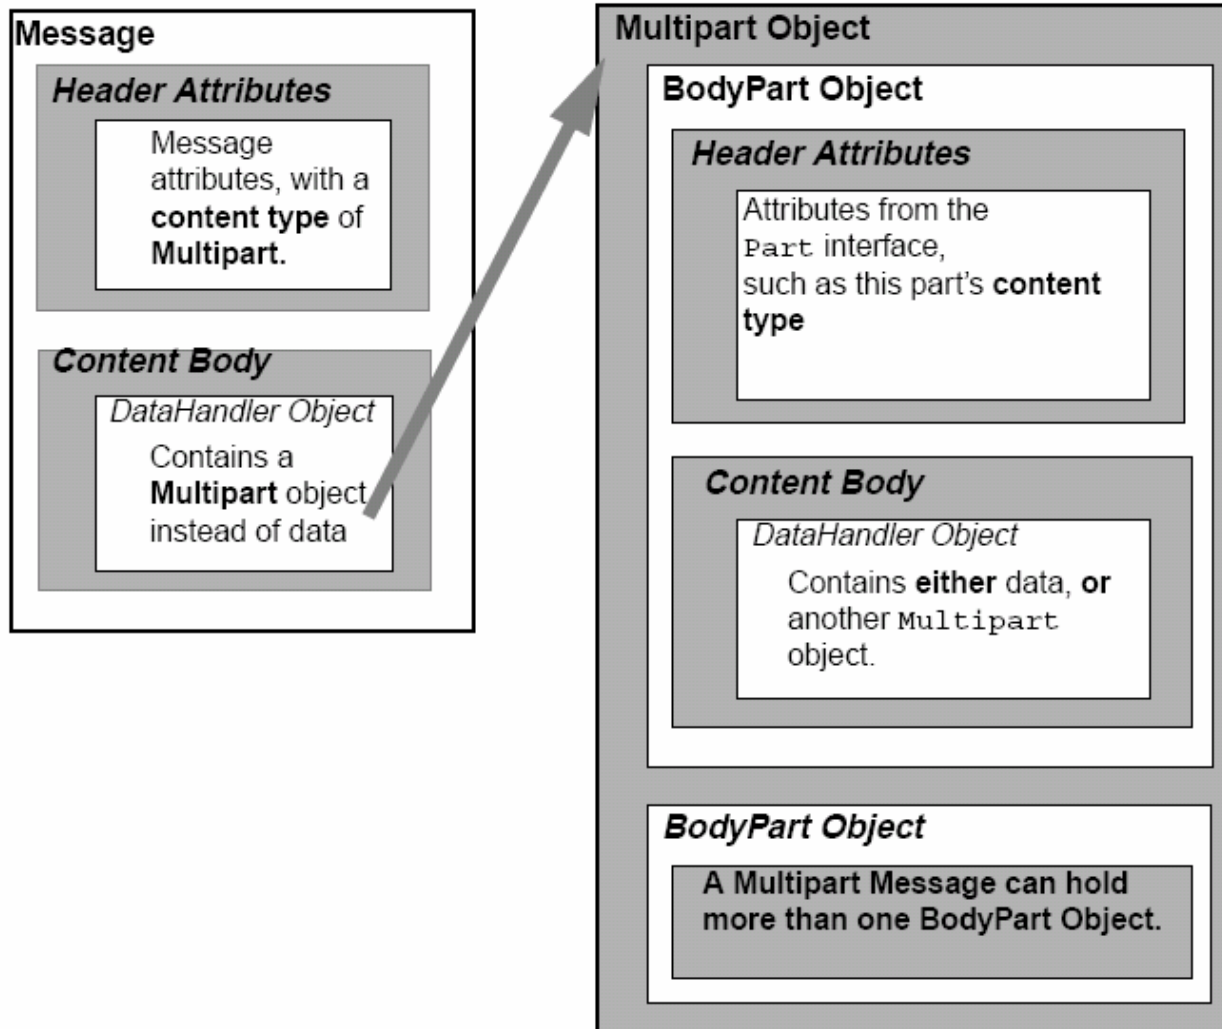 Message
Header Attributes
Message
attributes, with a
content type of
Multipart.
Content Body
DataHandler Object
Contains a
Multipart object
instead of data
Multipart Object
BodyPart Object
Header Attributes
Attributes from the
Part interface,
such as this part's content
type
Content Body
DataHandler Object
Contains either data, or
another Multipart
object.
BodyPart Object
A Multipart Message can hold
more than one BodyPart Object.